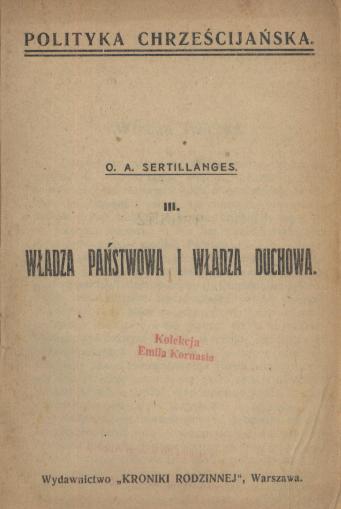 POLITYKA CHRZEŚCIJAŃSKA.
O. A. SERTILLANGES.
III.
WŁADZA PAŃSTWOWA I WŁADZA DUCHOWA.
Kolekcja
Emila Kornasia
Wydawnictwo „KRONIKI RODZINNEJ“, Warszawa.